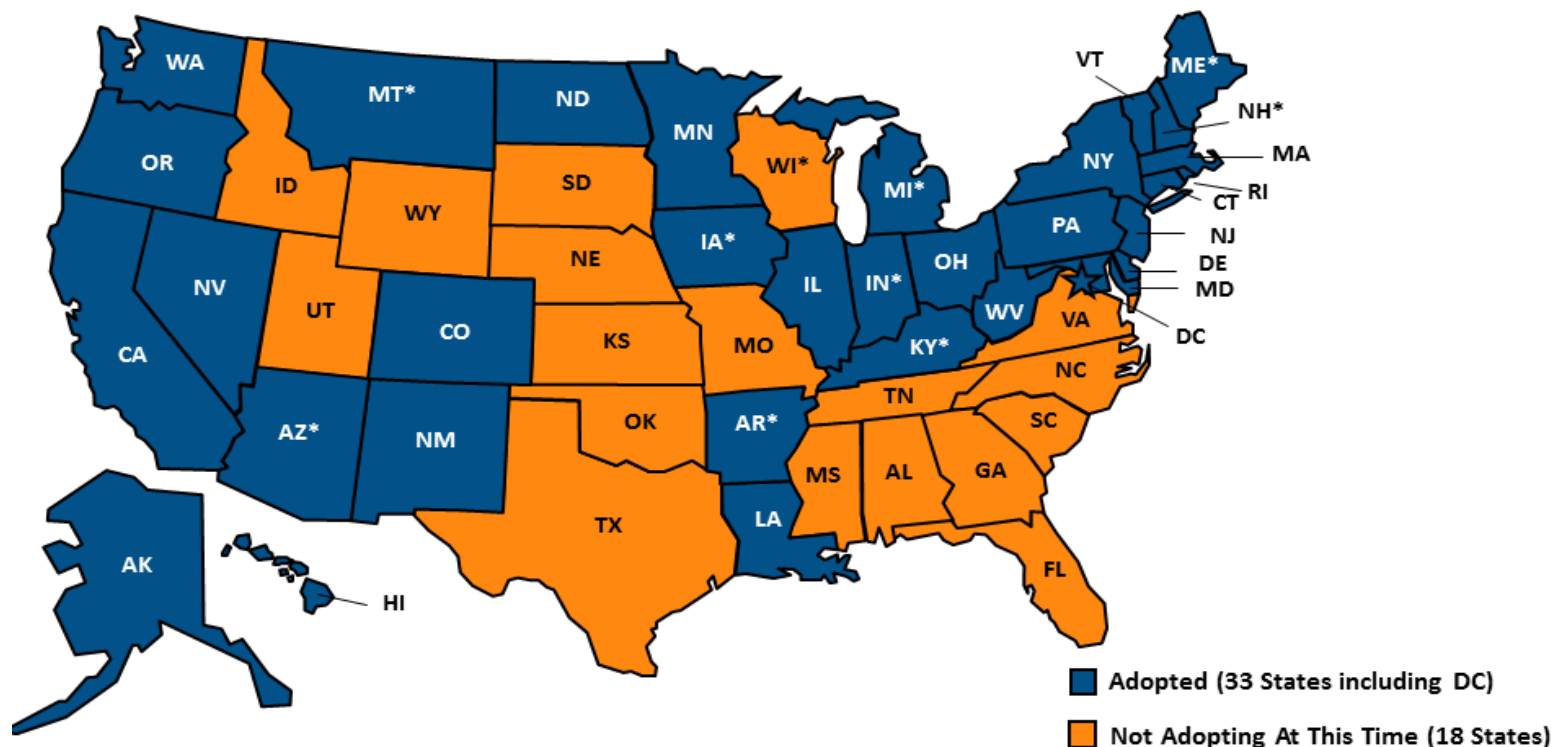 WA
MT*
ND
MN
VT
ME*
NH*
OR
ID
WY
SD
WI*
MI*
NY
MA
RI
CT
NV
UT
CO
NE
IA*
IL
IN*
OH
PA
NJ
DE
MD
WV
VA
DC
CA
KS
MO
KY*
AZ*
NM
OK
AR*
TN
NC
SC
TX
LA
MS
AL
GA
FL
AK
HI
Adopted (33 States including DC)
Not Adopting At This Time (18 States)